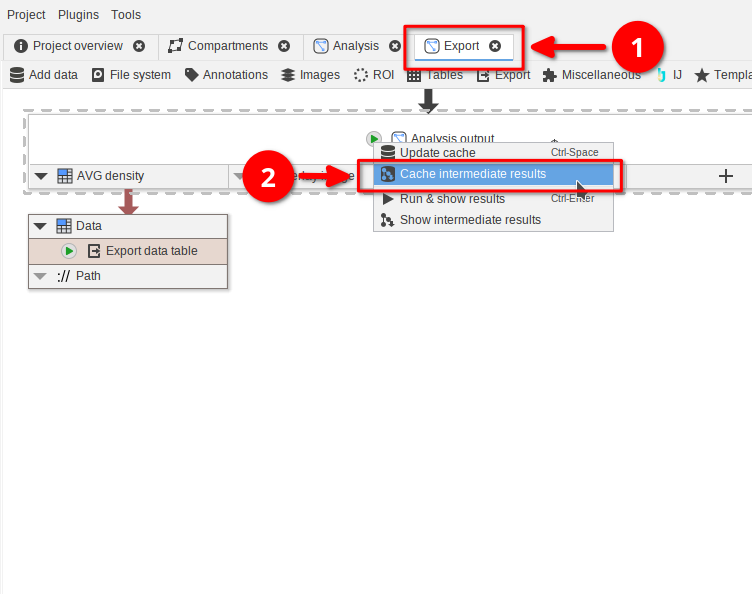 Project Plugins Tools
Project overview Compartments Analysis Export
1
Add data File system Annotations Images ROI Tables Export Miscellaneous IJ Templa
Analysis output
Update cache Ctrl-Space
AVG density
2
Cache intermediate results
Run & show results Ctrl-Enter
Show intermediate results
Data
Export data table
:// Path